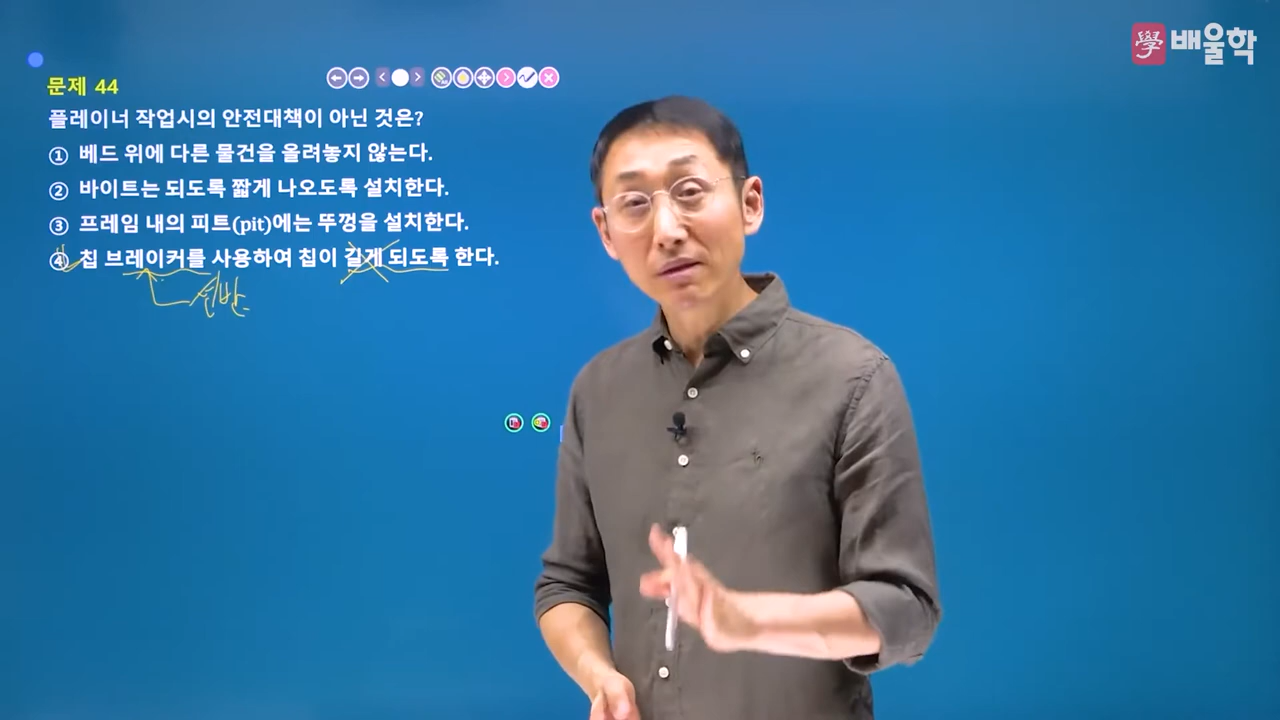 學 배울학
문제 44
플레이너 작업시의 안전대책이 아닌 것은?
① 베드 위에 다른 물건을 올려놓지 않는다.
② 바이트는 되도록 짧게 나오도록 설치한다.
③ 프레임 내의 피트(pit)에는 뚜껑을 설치한다.
④ 칩 브레이커를 사용하여 칩이 길게 되도록 한다.
선반